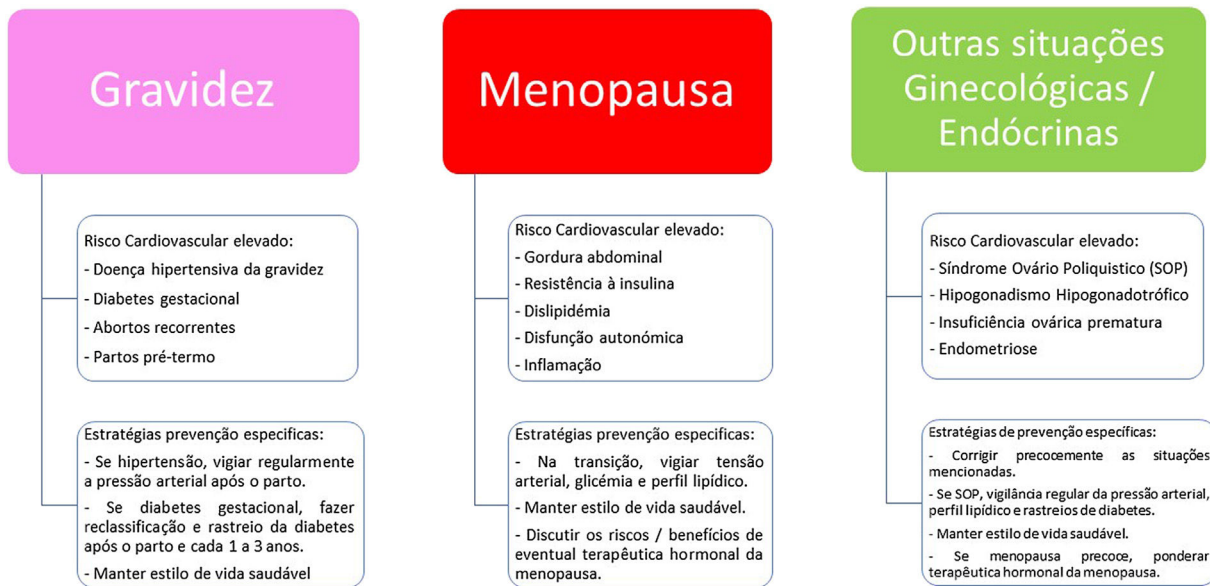 Gravidez
Risco Cardiovascular elevado:
- Doença hipertensiva da gravidez
- Diabetes gestacional
- Abortos recorrentes
- Partos pré-termo
Estratégias prevenção especificas:
- Se hipertensão, vigiar regularmente
a pressão arterial após o parto.
- Se diabetes gestacional, fazer
reclassificação e rastreio da diabetes
após o parto e cada 1 a 3 anos.
- Manter estilo de vida saudável
Menopausa
Risco Cardiovascular elevado:
- Gordura abdominal
- Resistência à insulina
- Dislipidémia
- Disfunção autonómica
- Inflamação
Estratégias prevenção especificas:
- Na transição, vigiar tensão
arterial, glicémia e perfil lipídico.
- Manter estilo de vida saudável.
- Discutir os riscos / benefícios de
eventual terapêutica hormonal da
menopausa.
Outras situações
Ginecológicas /
Endócrinas
Risco Cardiovascular elevado:
- Síndrome Ovário Poliquistico (SOP)
- Hipogonadismo Hipogonadotrófico
- Insuficiência ovárica prematura
- Endometriose
Estratégias de prevenção específicas:
- Corrigir precocemente as situações
mencionadas.
- Se SOP, vigilância regular da pressão arterial,
perfil lipídico e rastreios de diabetes.
- Manter estilo de vida saudável.
- Se menopausa precoce, ponderar
terapêutica hormonal da menopausa.